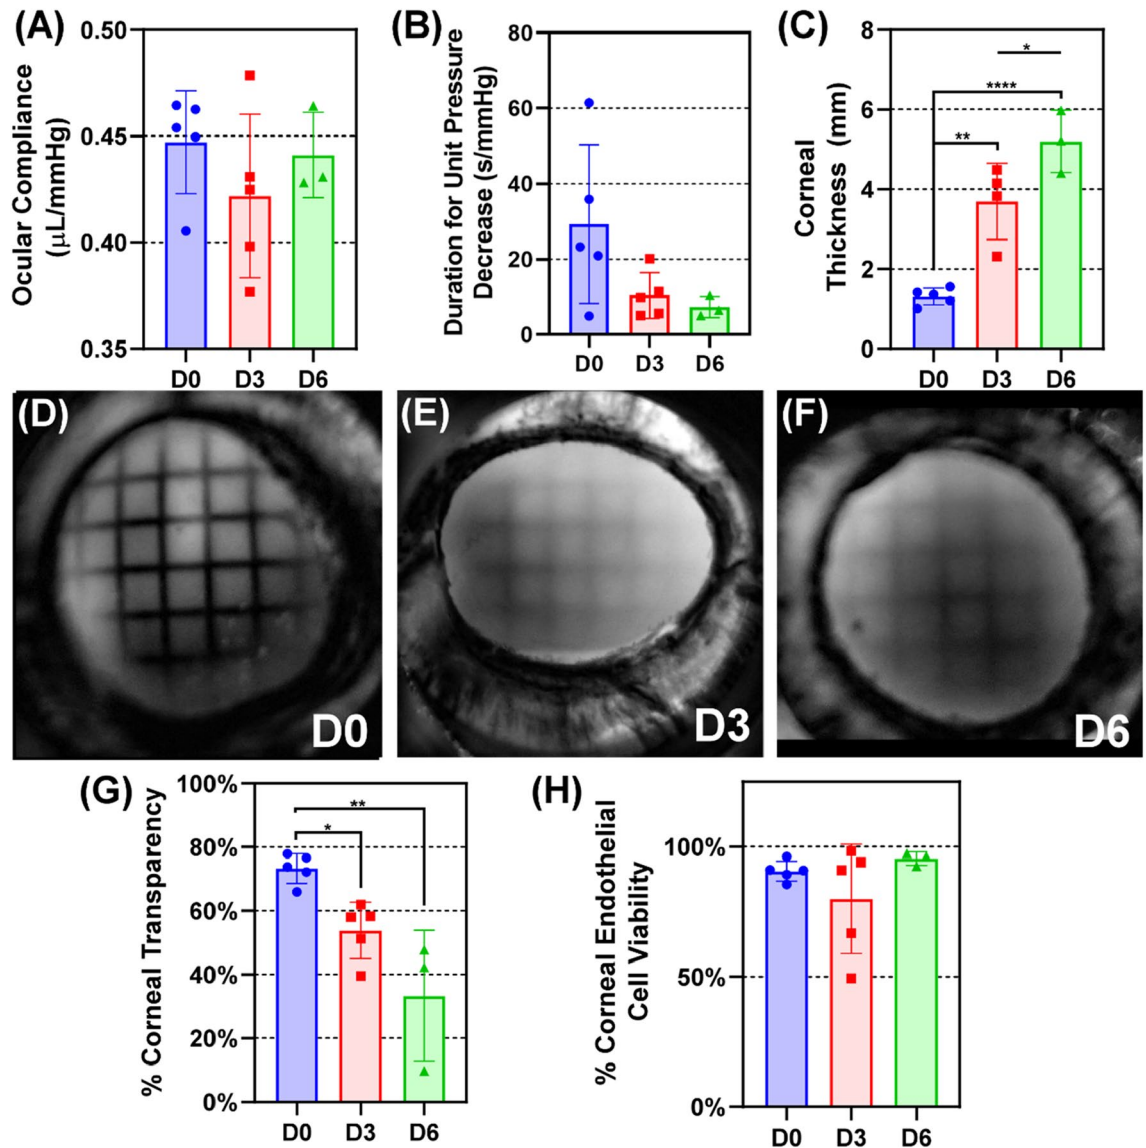 (A)
Ocular Compliance
(μL/mmHg)
0.50
0.45
0.40
0.35
D0 D3 D6
(B)
Duration for Unit Pressure
Decrease (s/mmHg)
80
60
40
20
0
D0 D3 D6
(C)
Corneal
Thickness (mm)
8
6
4
2
0
*
****
**
D0 D3 D6
(D)
D0
(E)
D3
(F)
D6
(G)
% Corneal Transparency
100%
80%
60%
40%
20%
0%
**
*
D0 D3 D6
(H)
% Corneal Endothelial
Cell Viability
100%
50%
0%
D0 D3 D6